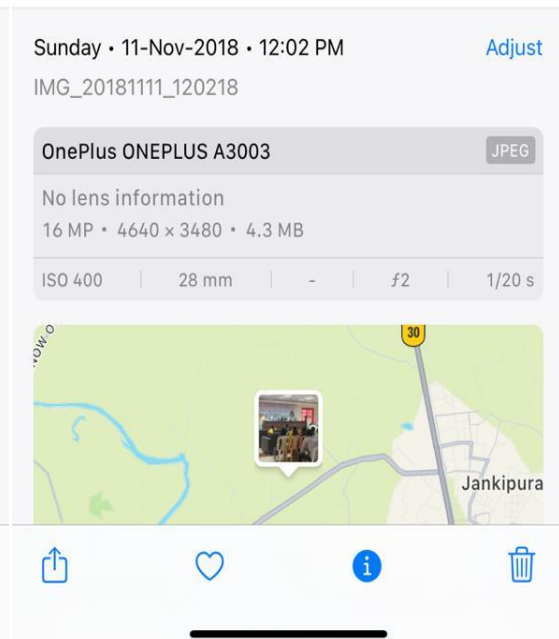 Sunday • 11-Nov-2018 • 12:02 PM
Adjust
IMG_20181111_120218
OnePlus ONEPLUS A3003
JPEG
No lens information
16 MP • 4640 × 3480 • 4.3 MB
ISO 400 | 28 mm | - | ƒ2 | 1/20 s
30
Jankipura